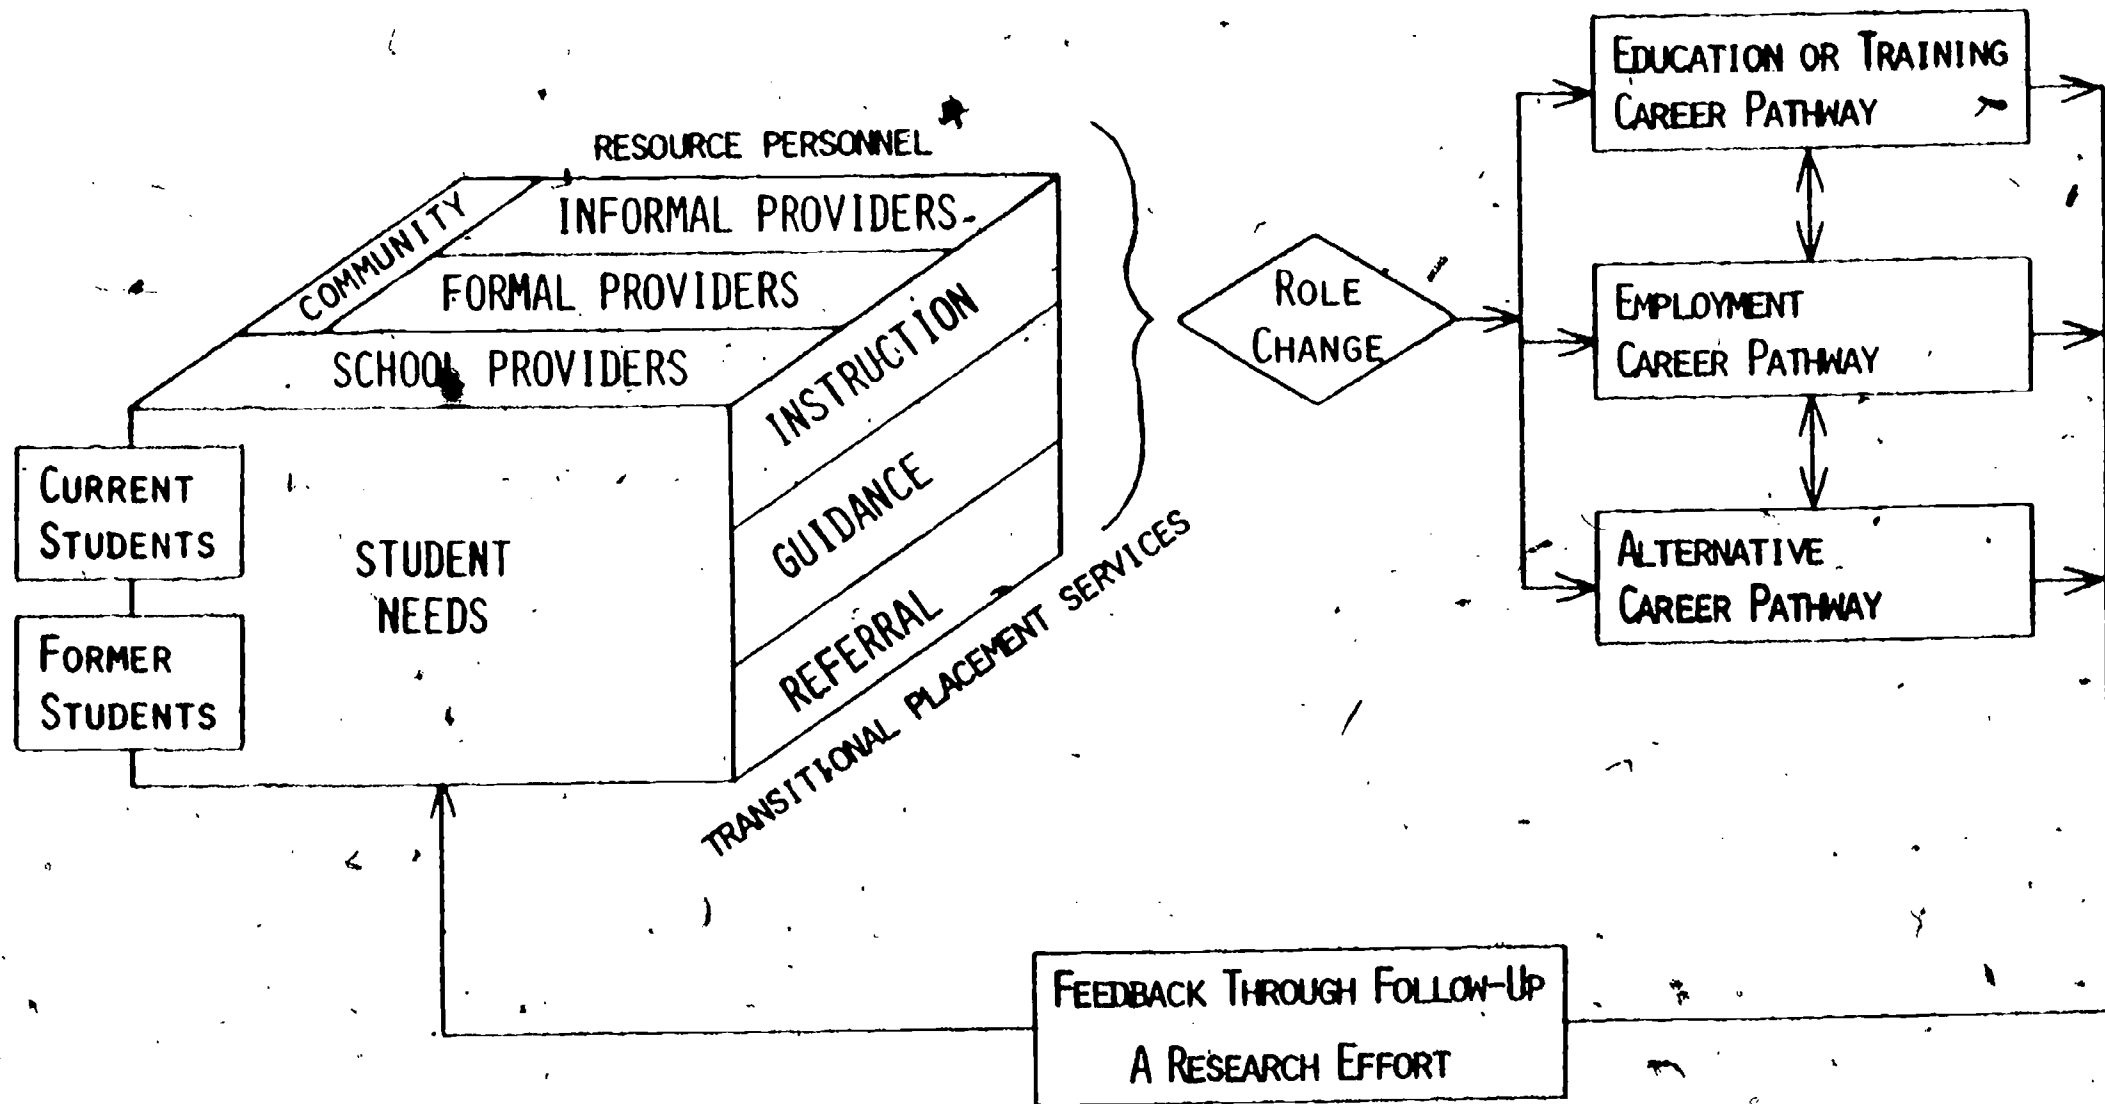 RESOURCE PERSONNEL
COMMUNITY
INFORMAL PROVIDERS
FORMAL PROVIDERS
SCHOOL PROVIDERS
INSTRUCTION
GUIDANCE
REFERRAL
TRANSITIONAL PLACEMENT SERVICES
CURRENT
STUDENTS
FORMER
STUDENTS
STUDENT
NEEDS
ROLE
CHANGE
EDUCATION OR TRAINING
CAREER PATHWAY
EMPLOYMENT
CAREER PATHWAY
ALTERNATIVE
CAREER PATHWAY
FEEDBACK THROUGH FOLLOW-UP
A RESEARCH EFFORT